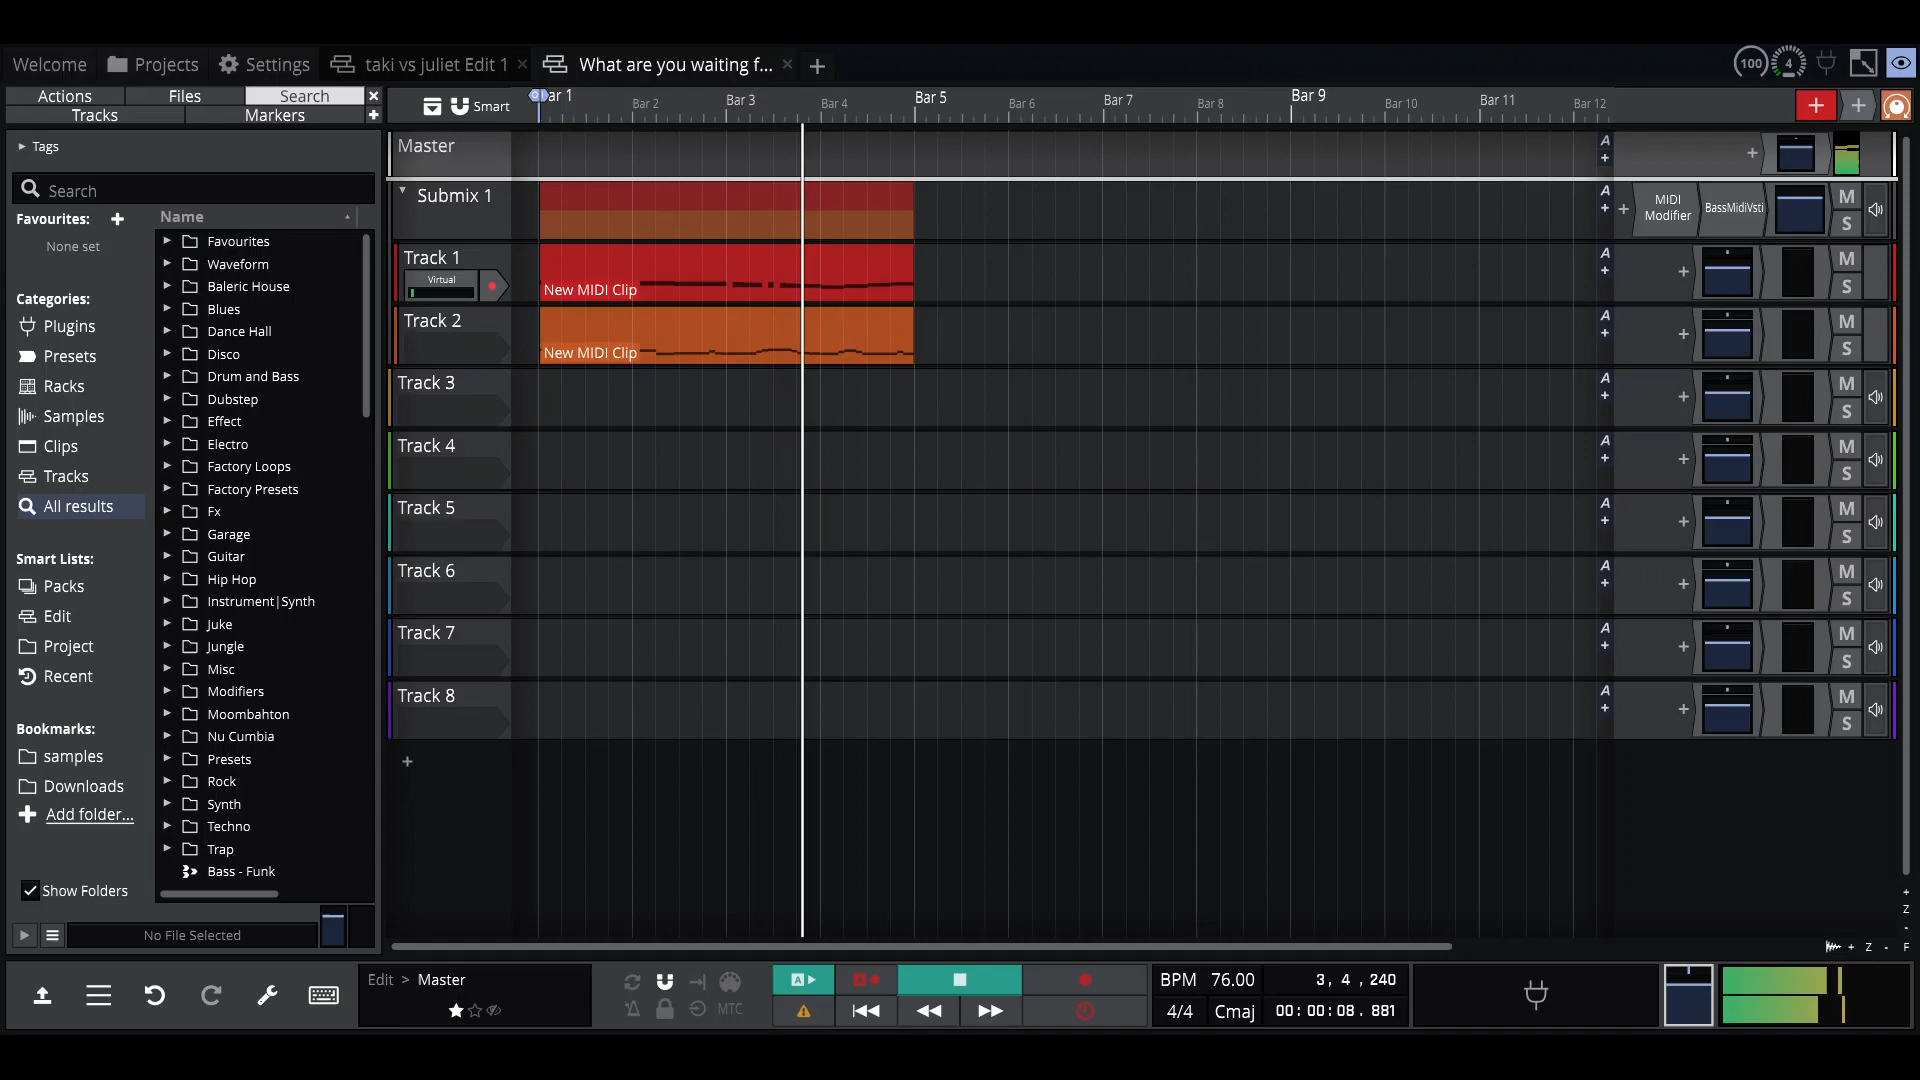 Welcome Projects Settings taki vs juliet Edit 1 What are you waiting f...
100 4
Actions Files Search
Tracks Markers
Smart
Bar 2 Bar 3 Bar 4 Bar 5 Bar 6 Bar 7 Bar 8 Bar 9 Bar 10 Bar 11 Bar 12
Tags
Search
Favourites:
None set
Categories:
Plugins
Presets
Racks
Samples
Clips
Tracks
All results
Smart Lists:
Packs
Edit
Project
Recent
Bookmarks:
samples
Downloads
Add folder...
Show Folders
Name
Favourites
Waveform
Baleric House
Blues
Dance Hall
Disco
Drum and Bass
Dubstep
Effect
Electro
Factory Loops
Factory Presets
Fx
Garage
Guitar
Hip Hop
Instrument|Synth
Juke
Jungle
Misc
Modifiers
Moombahton
Nu Cumbia
Presets
Rock
Synth
Techno
Trap
Bass - Funk
No File Selected
Master A
Submix 1 A MIDI Modifier BassMidiVsti M S
Track 1 A M S
Virtual
New MIDI Clip
Track 2 A M S
New MIDI Clip
Track 3 A M S
Track 4 A M S
Track 5 A M S
Track 6 A M S
Track 7 A M S
Track 8 A M S
Z
Z F
Edit > Master
MTC
A A
BPM 76.00 3, 4 , 240
4/4 Cmaj 00:00:08. 881